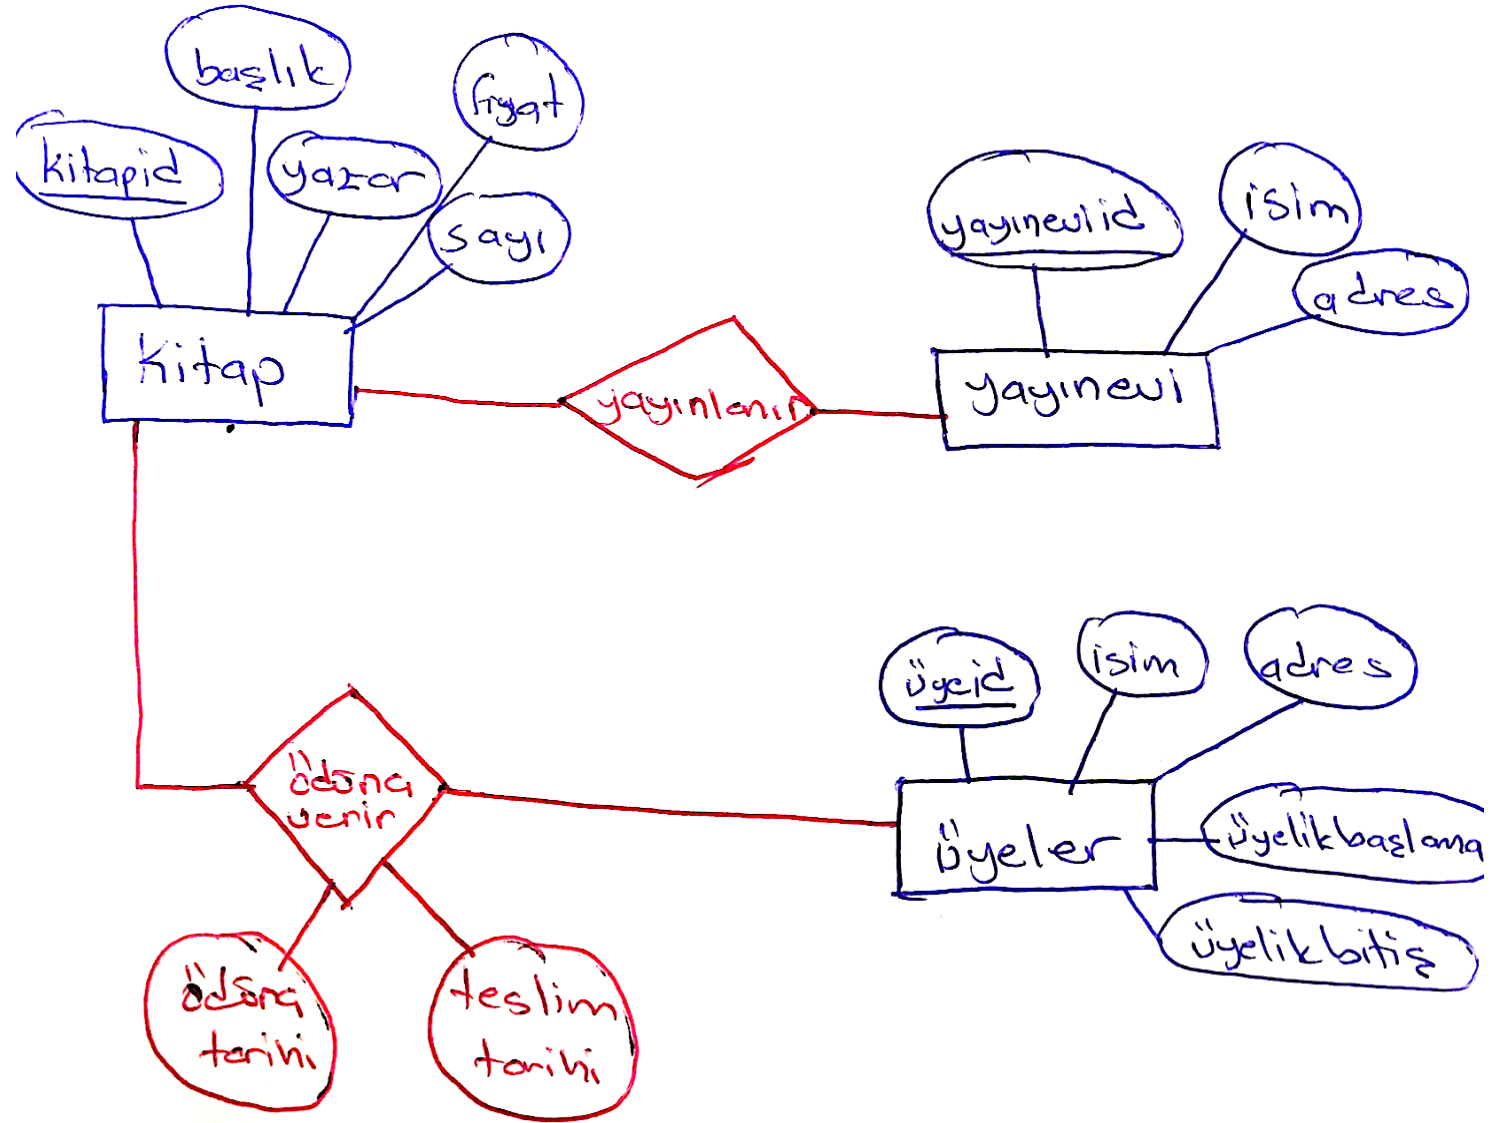 başlık
fiyat
kitapid
yazar
sayı
kitap
yayınlanır
yayınevi id
isim
adres
yayınevi
üyeid
isim
adres
üyeler
üyelik başlama
üyelik bitiş
ödünç
verir
ödünç
tarihi
teslim
tarihi